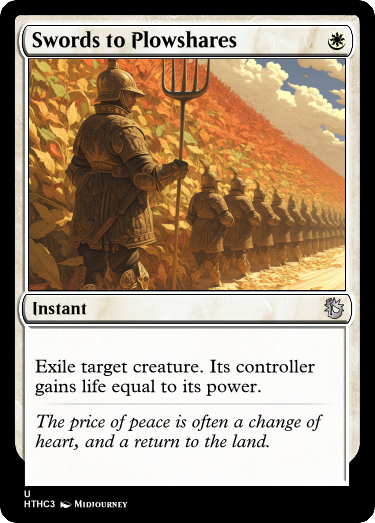 Swords to Plowshares
Instant
Exile target creature. Its controller
gains life equal to its power.
The price of peace is often a change of
heart, and a return to the land.
U
HTHC3 Midjourney